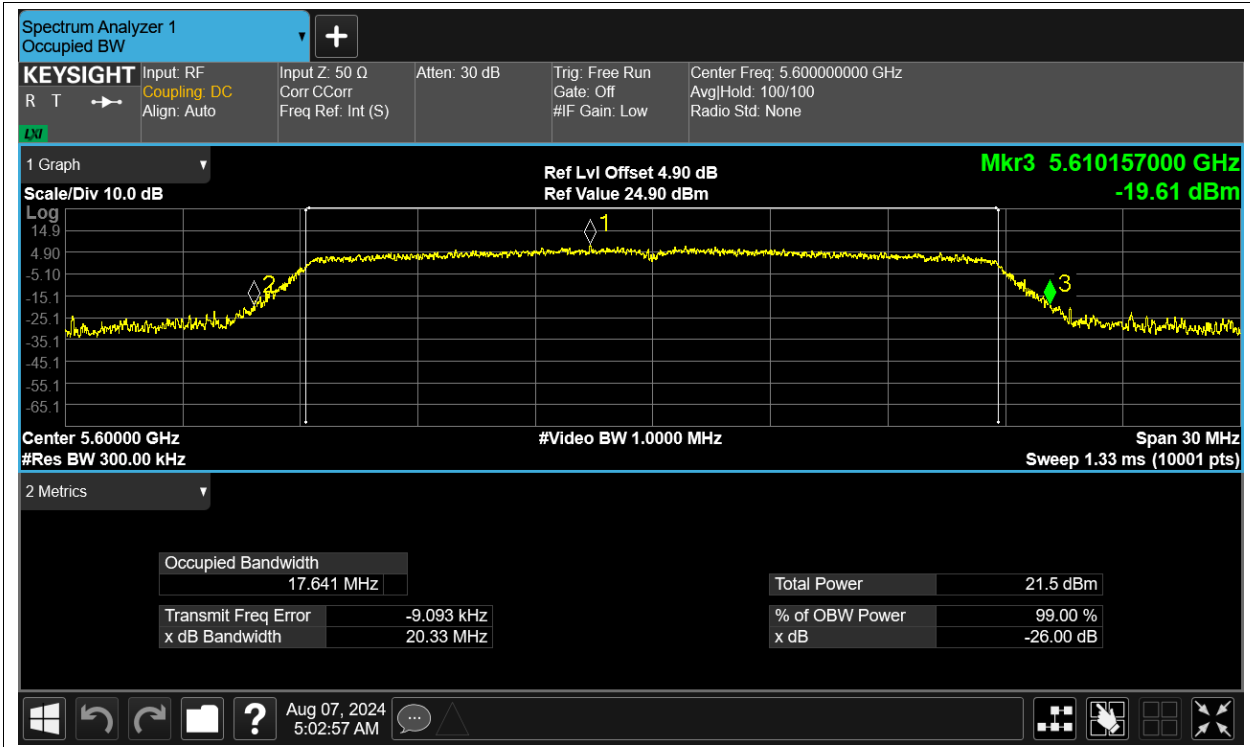 Spectrum Analyzer 1
Occupied BW
KEYSIGHT
R T
LXI
Input: RF
Coupling: DC
Align: Auto
Input Z: 50 Ω
Corr CCorr
Freq Ref: Int (S)
Atten: 30 dB
Trig: Free Run
Gate: Off
#IF Gain: Low
Center Freq: 5.600000000 GHz
Avg|Hold: 100/100
Radio Std: None
1 Graph
Scale/Div 10.0 dB
Ref Lvl Offset 4.90 dB
Ref Value 24.90 dBm
Mkr3 5.610157000 GHz
-19.61 dBm
Log
14.9
4.90
-5.10
-15.1
-25.1
-35.1
-45.1
-55.1
-65.1
1
2
3
Center 5.60000 GHz
#Res BW 300.00 kHz
#Video BW 1.0000 MHz
Span 30 MHz
Sweep 1.33 ms (10001 pts)
2 Metrics
Occupied Bandwidth
17.641 MHz
Transmit Freq Error -9.093 kHz
x dB Bandwidth 20.33 MHz
Total Power 21.5 dBm
% of OBW Power 99.00 %
x dB -26.00 dB
?
Aug 07, 2024
5:02:57 AM